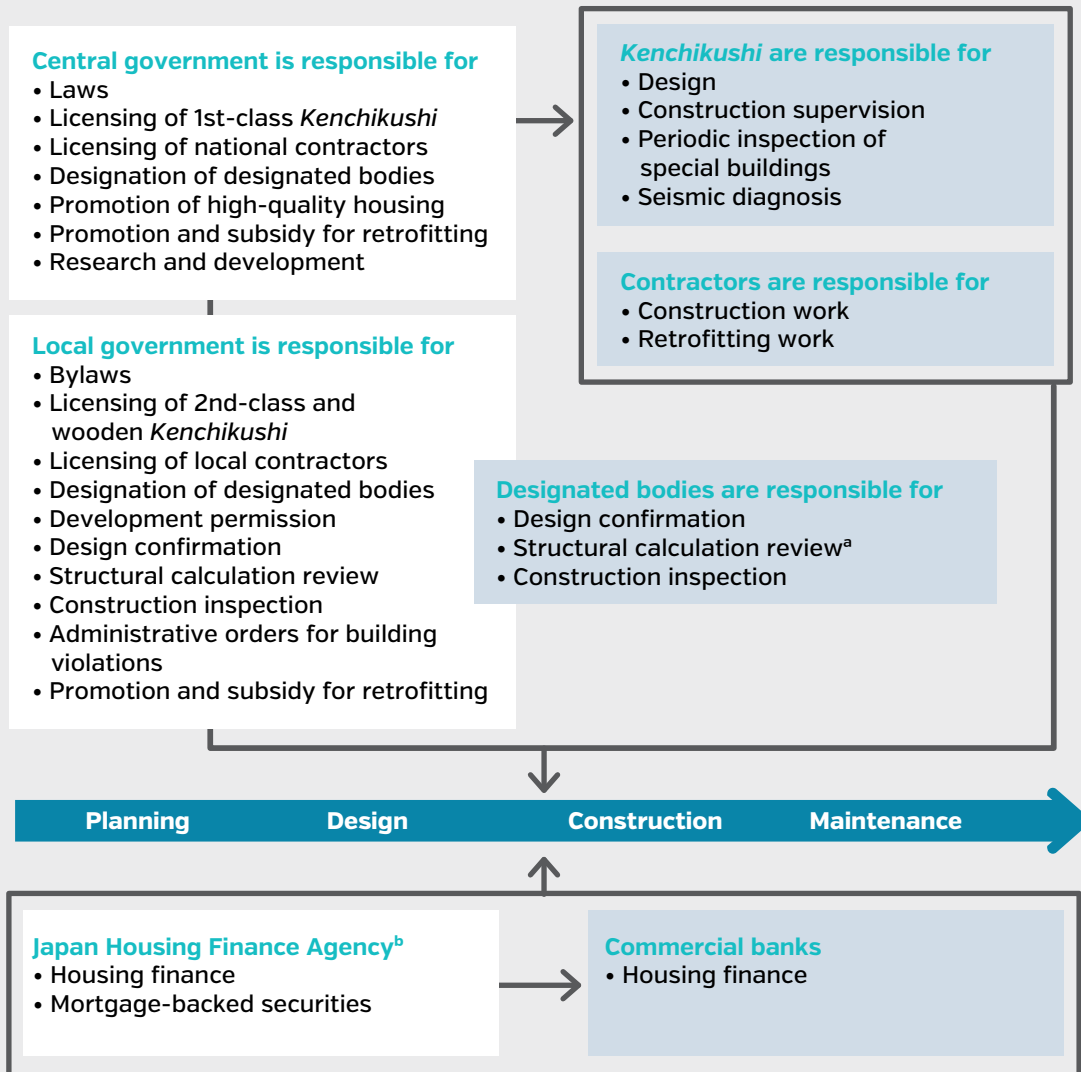 Central government is responsible for
• Laws
• Licensing of 1st-class Kenchikushi
• Licensing of national contractors
• Designation of designated bodies
• Promotion of high-quality housing
• Promotion and subsidy for retrofitting
• Research and development
Kenchikushi are responsible for
• Design
• Construction supervision
• Periodic inspection of
special buildings
• Seismic diagnosis
Contractors are responsible for
• Construction work
• Retrofitting work
Local government is responsible for
• Bylaws
• Licensing of 2nd-class and
wooden Kenchikushi
• Licensing of local contractors
• Designation of designated bodies
• Development permission
• Design confirmation
• Structural calculation review
• Construction inspection
• Administrative orders for building
violations
• Promotion and subsidy for retrofitting
Designated bodies are responsible for
• Design confirmation
• Structural calculation reviewᵃ
• Construction inspection
Planning Design Construction Maintenance
Japan Housing Finance Agencyᵇ
• Housing finance
• Mortgage-backed securities
Commercial banks
• Housing finance